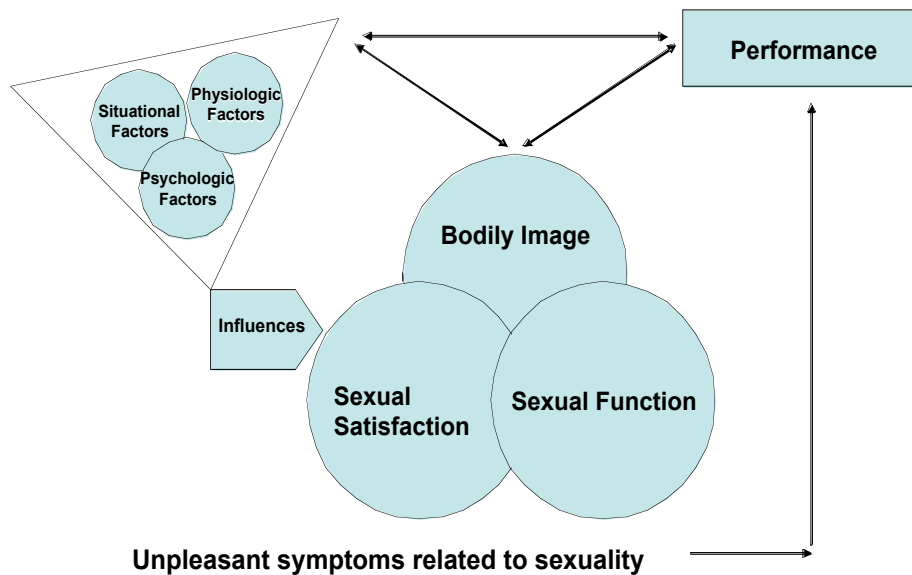 Performance
Physiologic
Factors
Situational
Factors
Psychologic
Factors
Bodily Image
Influences
Sexual
Satisfaction
Sexual Function
Unpleasant symptoms related to sexuality